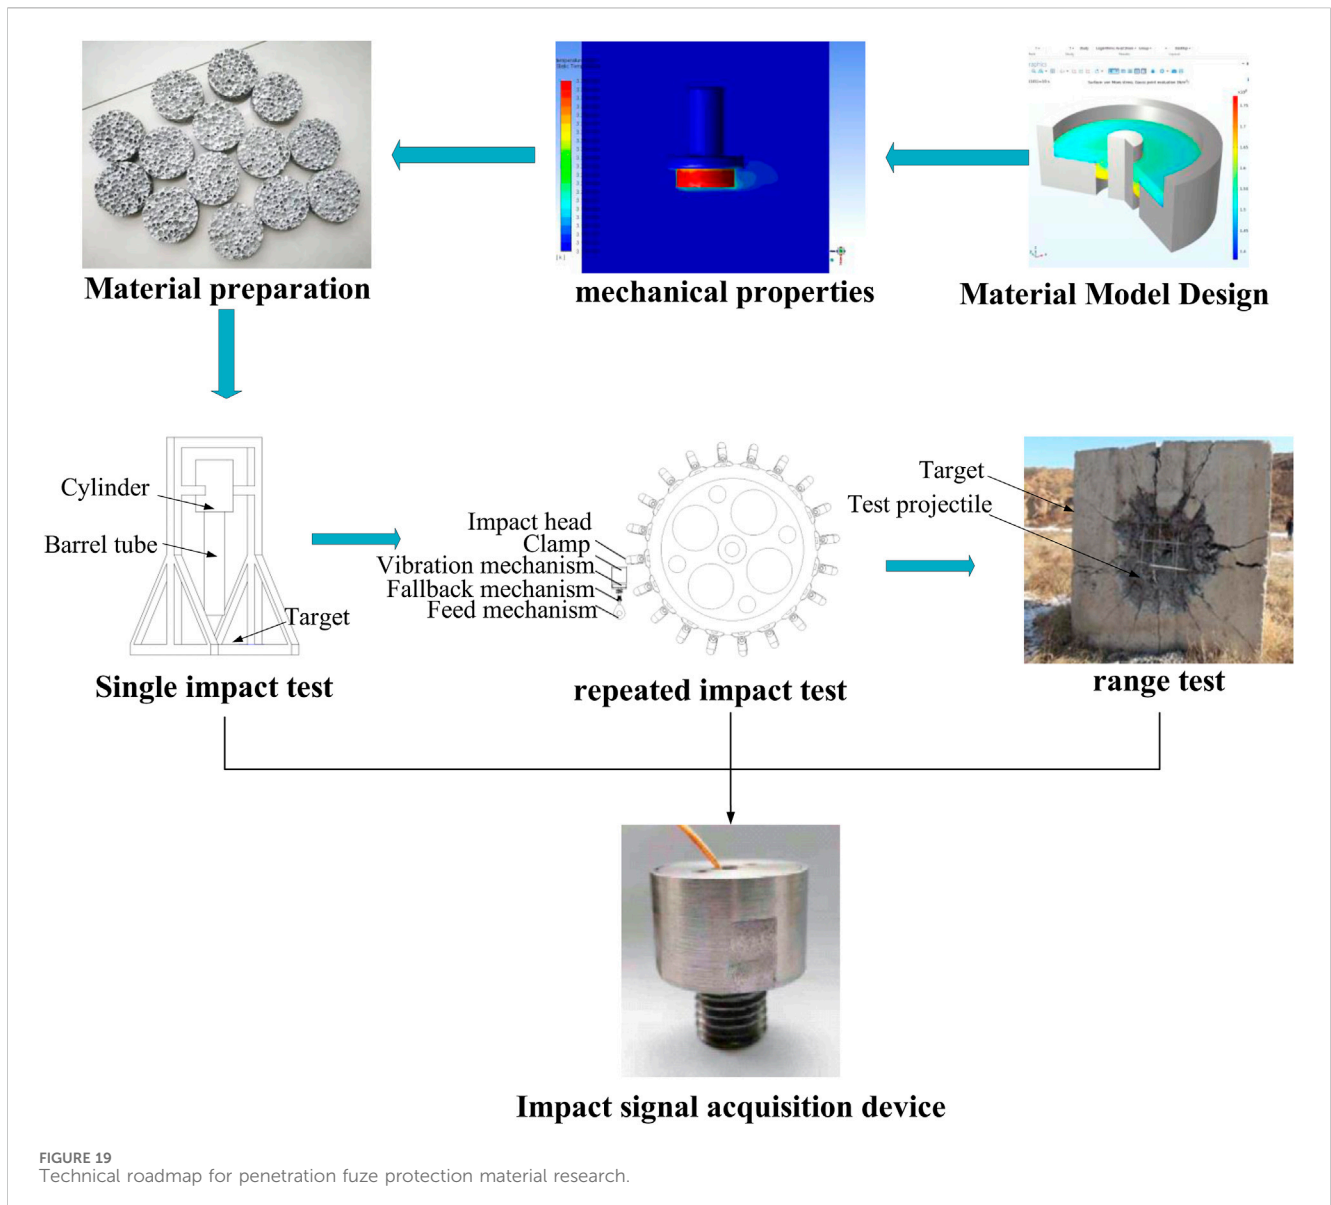 Material preparation
mechanical properties
Material Model Design
Cylinder
Barrel tube
Target
Single impact test
Impact head
Clamp
Vibration mechanism
Fallback mechanism
Feed mechanism
repeated impact test
Target
Test projectile
range test
Impact signal acquisition device
FIGURE 19
Technical roadmap for penetration fuze protection material research.